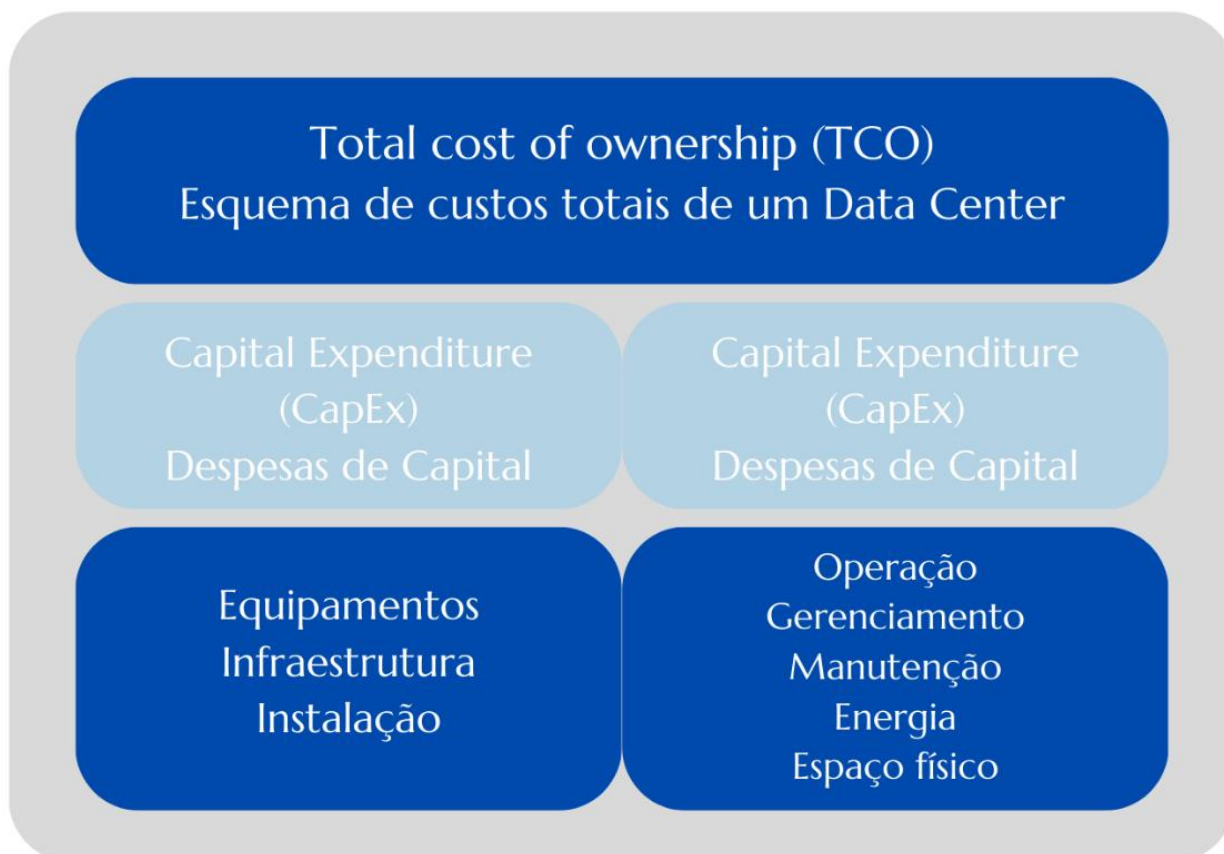 Total cost of ownership (TCO)
Esquema de custos totais de um Data Center
Capital Expenditure
(CapEx)
Despesas de Capital
Capital Expenditure
(CapEx)
Despesas de Capital
Equipamentos
Infraestrutura
Instalação
Operação
Gerenciamento
Manutenção
Energia
Espaço físico